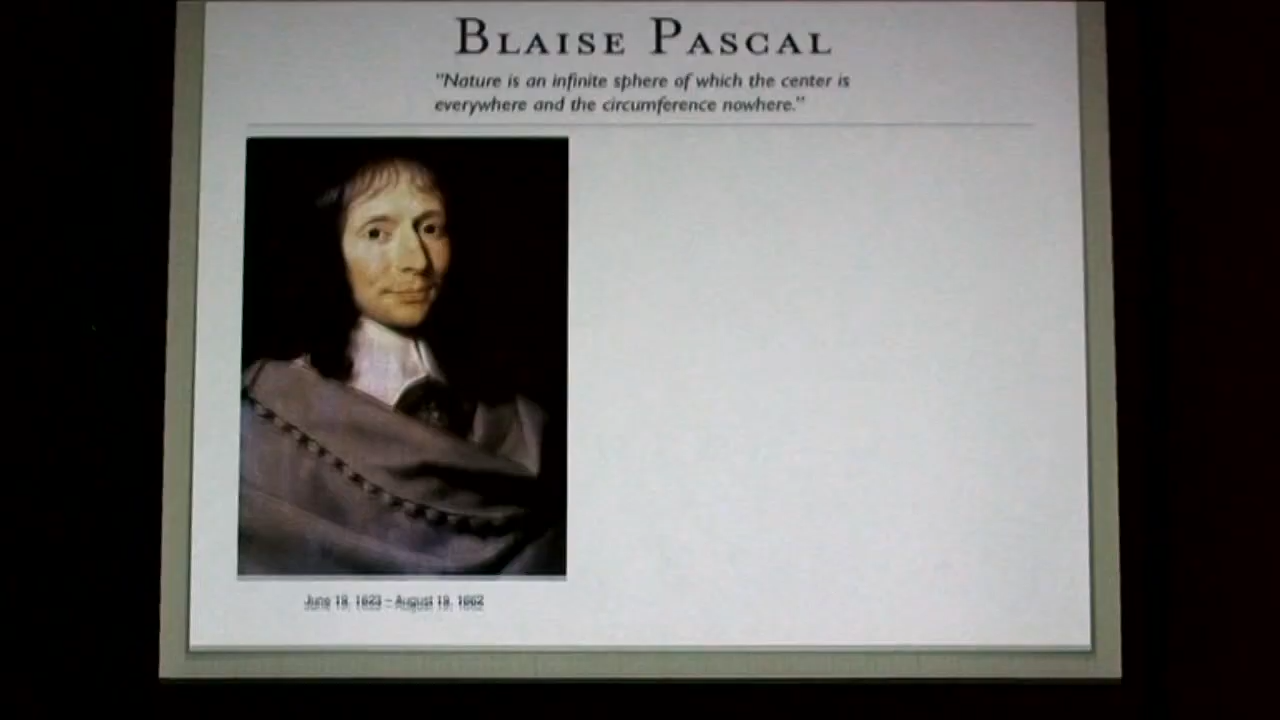 BLAISE PASCAL
"Nature is an infinite sphere of which the center is
everywhere and the circumference nowhere."
June 19, 1623 – August 19, 1662